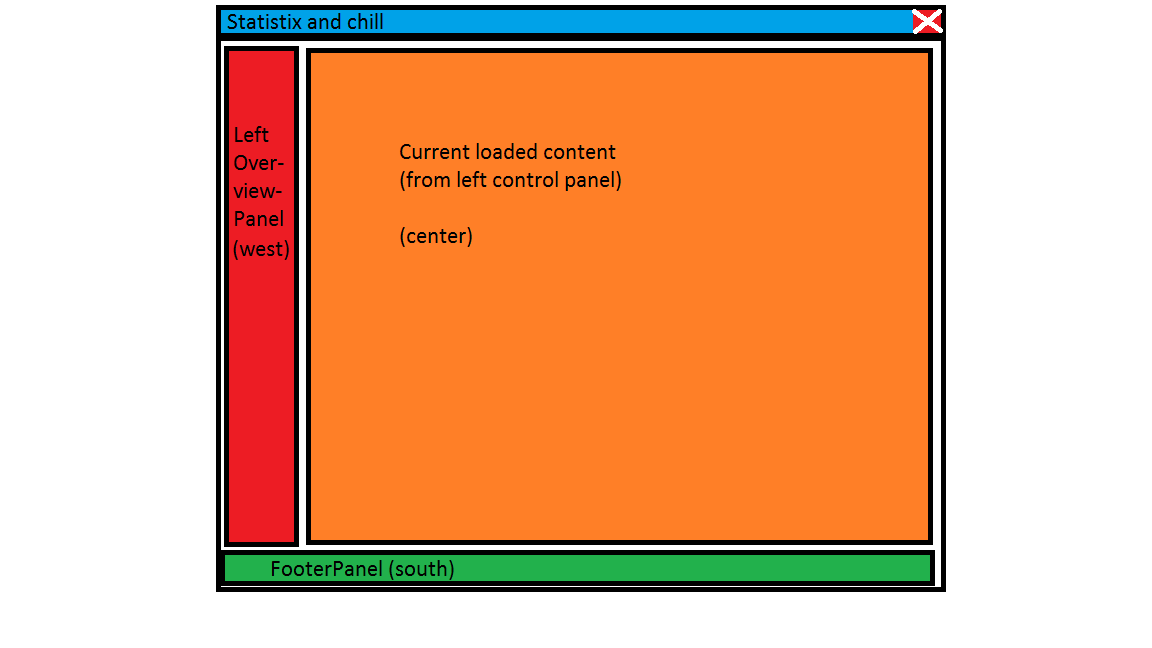 Statistix and chill
Left
Over-
view-
Panel
(west)
Current loaded content
(from left control panel)
(center)
FooterPanel (south)